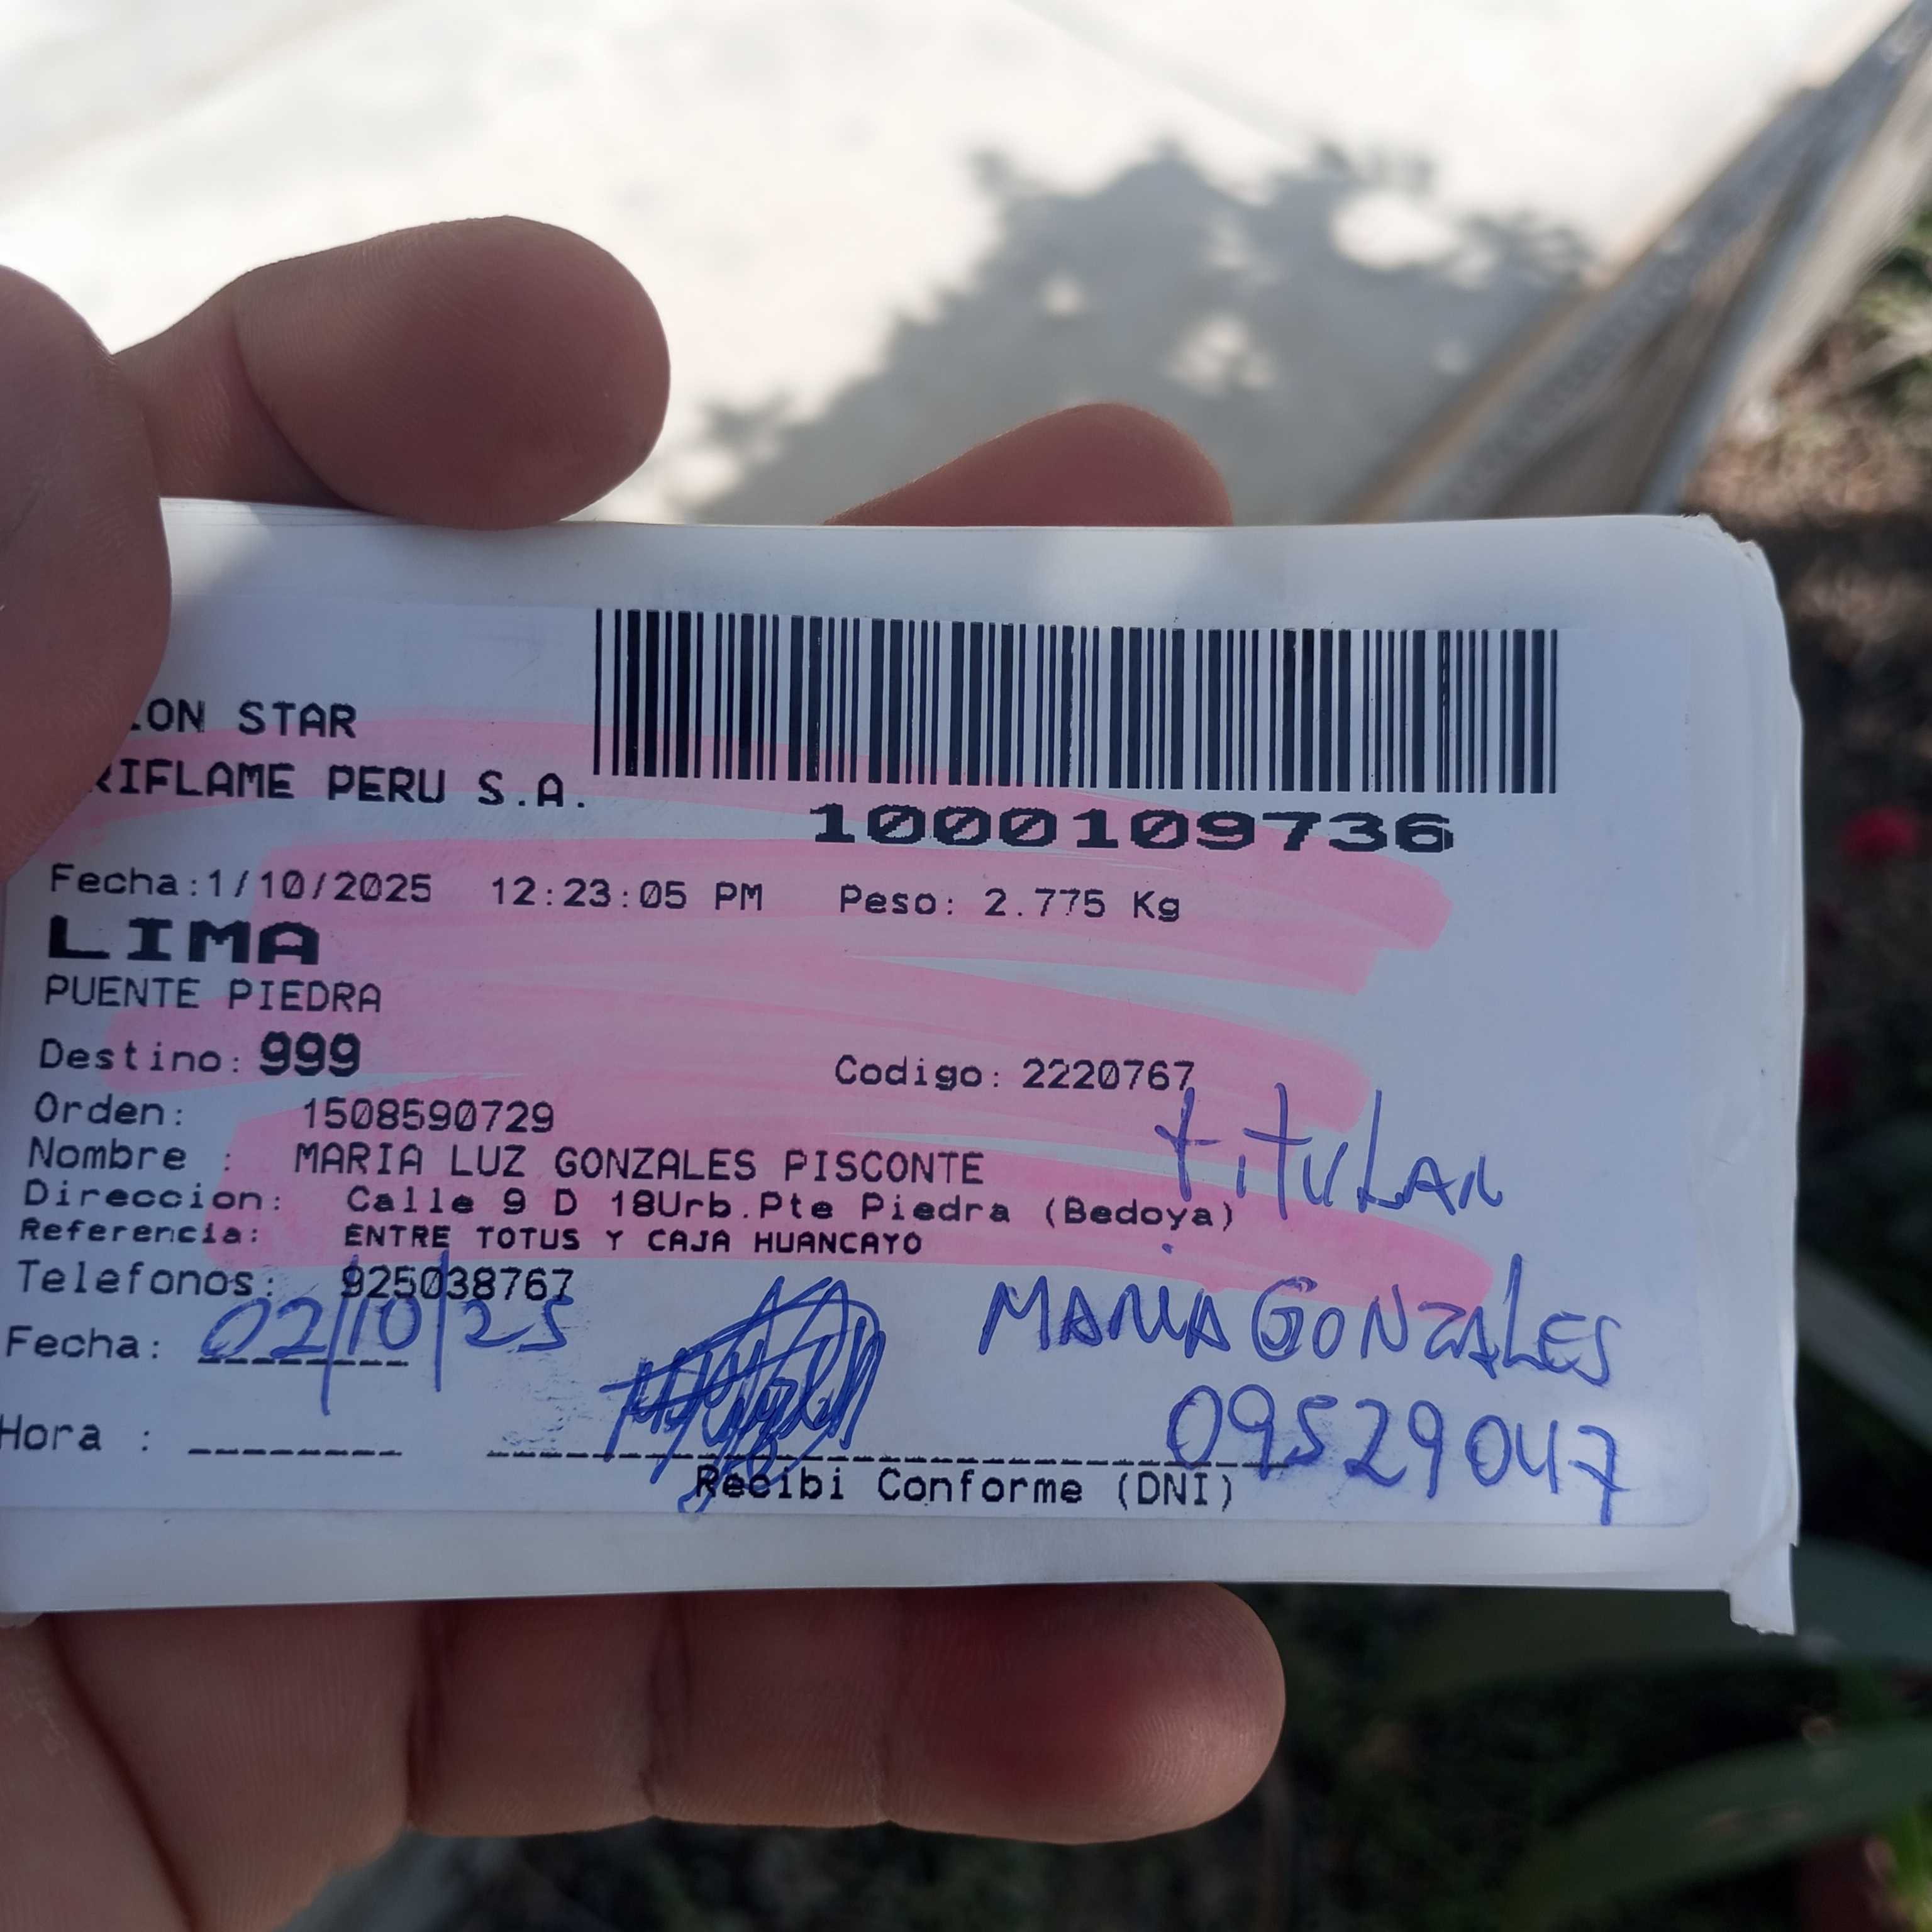 ION STAR
RIFLAME PERU S.A.
1000109736
Fecha:1/10/2025 12:23:05 PM Peso: 2.775 Kg
LIMA
PUENTE PIEDRA
Destino: 999 Codigo: 2220767
Orden: 1508590729
titular
Nombre : MARIA LUZ GONZALES PISCONTE
Direccion: Calle 9 D 18Urb.Pte Piedra (Bedoya)
Referencia: ENTRE TOTUS Y CAJA HUANCAYO
Telefonos: 925038767
Fecha: 02/10/25
MARIA GONZALES
09529047
Hora :
Recibi Conforme (DNI)